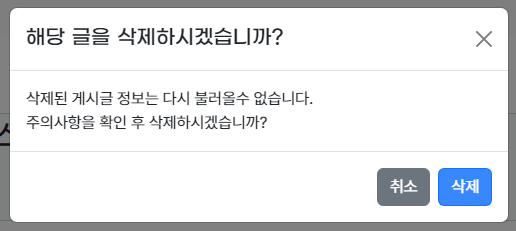 해당 글을 삭제하시겠습니까?
삭제된 게시글 정보는 다시 불러올수 없습니다.
주의사항을 확인 후 삭제하시겠습니까?
취소
삭제